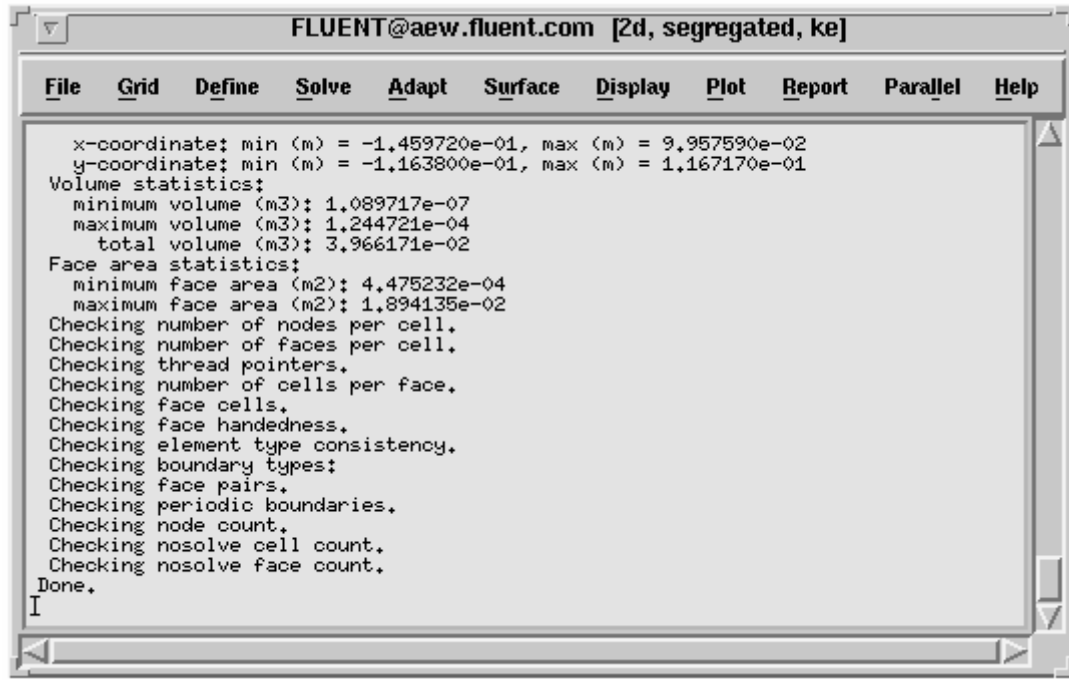 FLUENT@aew.fluent.com [2d, segregated, ke]
File Grid Define Solve Adapt Surface Display Plot Report Parallel Help
x-coordinate: min (m) = -1.459720e-01, max (m) = 9.957590e-02
y-coordinate: min (m) = -1.163800e-01, max (m) = 1.167170e-01
Volume statistics:
minimum volume (m3): 1.089717e-07
maximum volume (m3): 1.244721e-04
total volume (m3): 3.966171e-02
Face area statistics:
minimum face area (m2): 4.475232e-04
maximum face area (m2): 1.894135e-02
Checking number of nodes per cell.
Checking number of faces per cell.
Checking thread pointers.
Checking number of cells per face.
Checking face cells.
Checking face handedness.
Checking element type consistency.
Checking boundary types:
Checking face pairs.
Checking periodic boundaries.
Checking node count.
Checking nosolve cell count.
Checking nosolve face count.
Done.